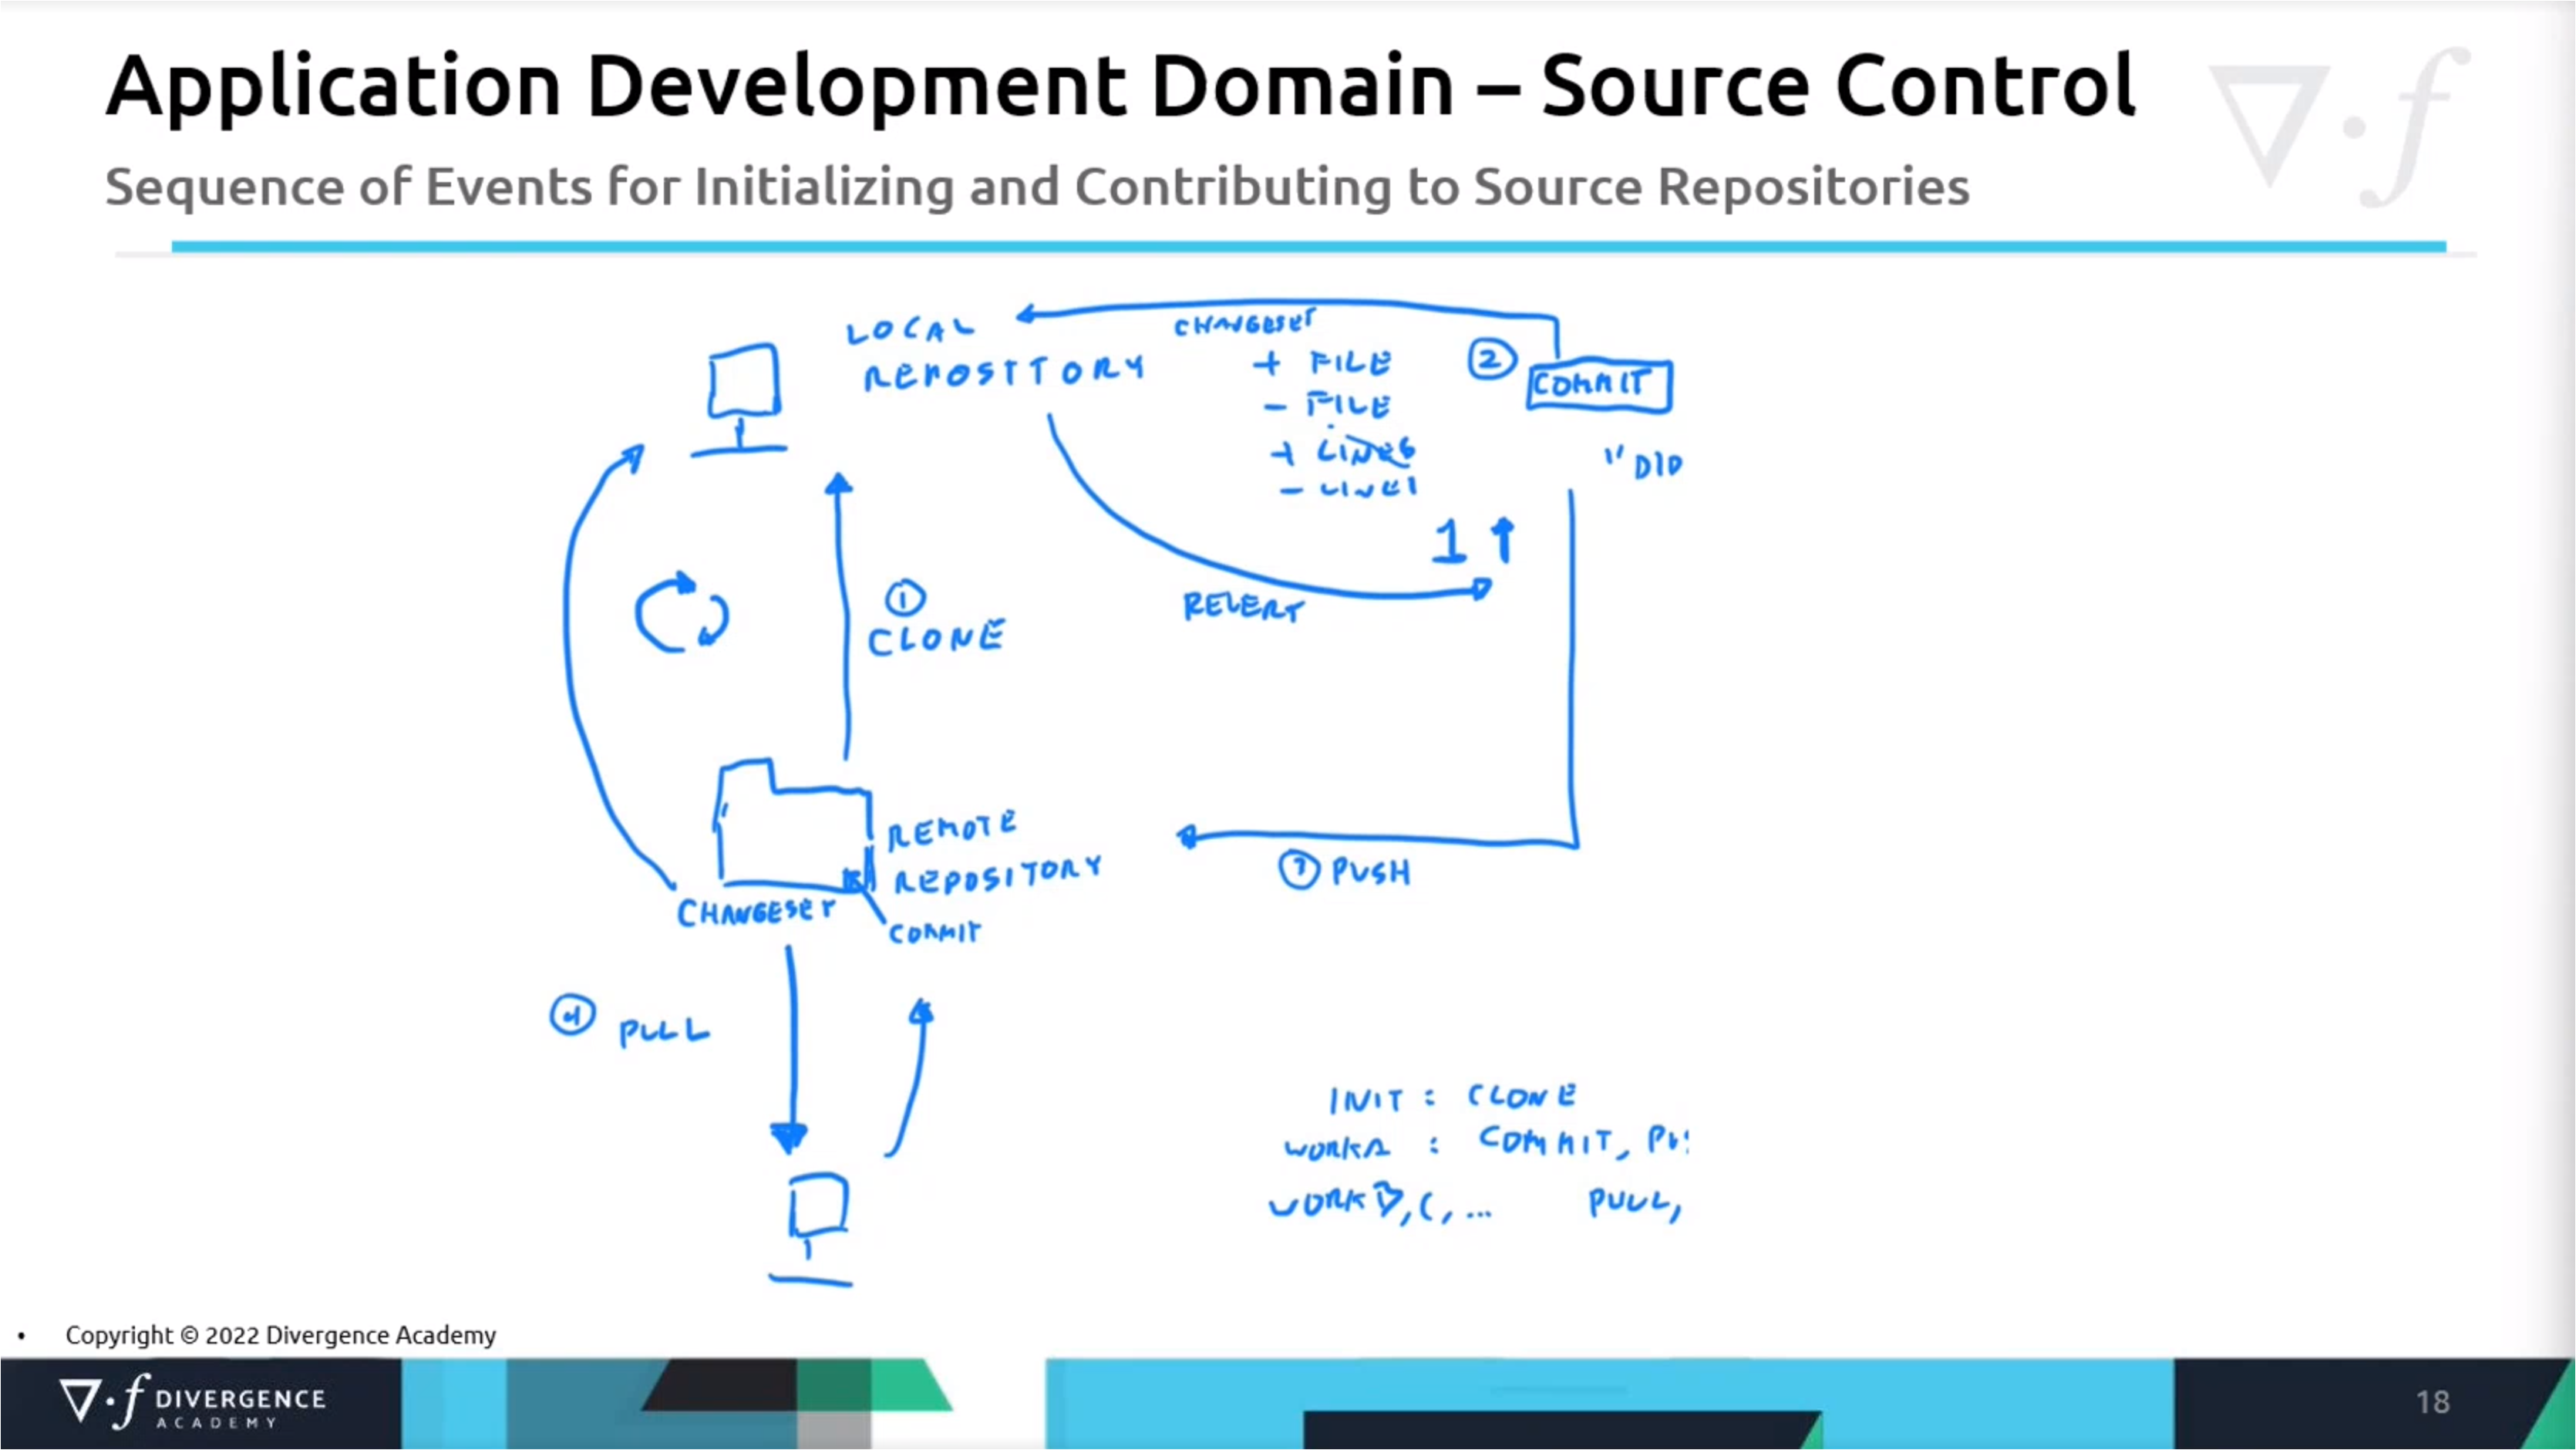 Application Development Domain – Source Control
Sequence of Events for Initializing and Contributing to Source Repositories
LOCAL
REPOSITORY
CHANGESET
+ FILE
- FILE
+ LINES
- LINES
2
COMMIT
" DID
1 ↑
REVERT
1
CLONE
REMOTE
REPOSITORY
CHANGESET
COMMIT
3 PUSH
4 PULL
INIT : CLONE
WORKA : COMMIT, PUS
WORKB, C, ... PULL,
• Copyright © 2022 Divergence Academy
∇·f DIVERGENCE
ACADEMY
18
∇·f